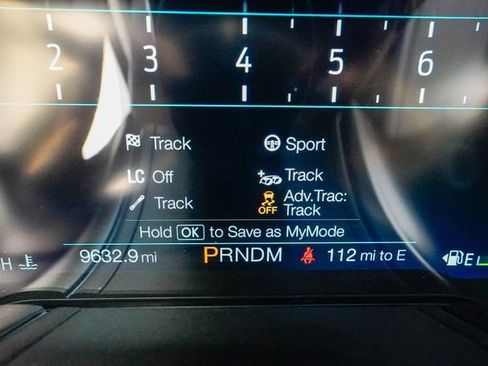 2 3 4 5 6
Track Sport
LC Off Track
Track OFF Adv.Trac: Track
Hold OK to Save as MyMode
H 9632.9 mi PRNDM 112 mi to E E